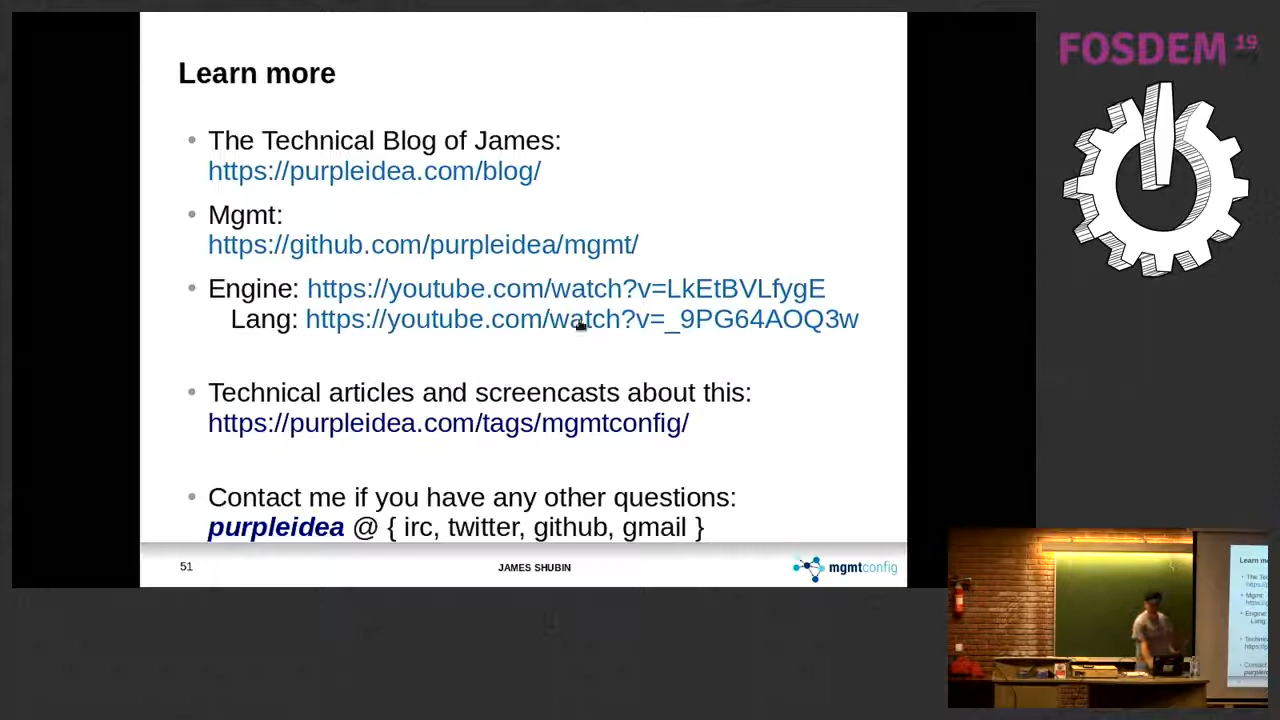 Learn more
The Technical Blog of James:
https://purpleidea.com/blog/
Mgmt:
https://github.com/purpleidea/mgmt/
Engine: https://youtube.com/watch?v=LkEtBVLfygE
Lang: https://youtube.com/watch?v=_9PG64AOQ3w
Technical articles and screencasts about this:
https://purpleidea.com/tags/mgmtconfig/
Contact me if you have any other questions:
purpleidea @ { irc, twitter, github, gmail }
51
JAMES SHUBIN
mgmtconfig
FOSDEM 19